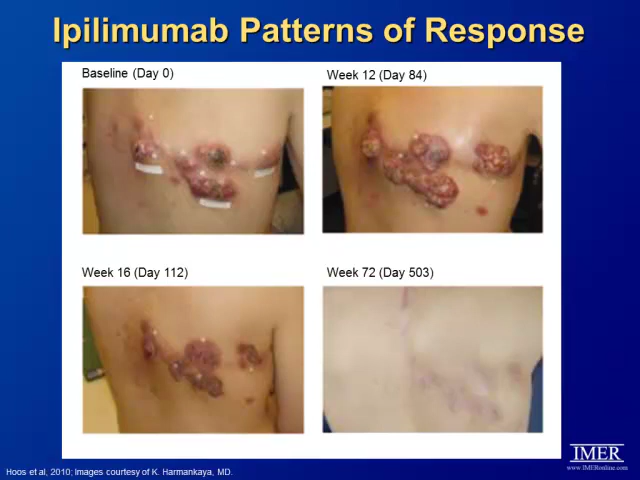 Ipilimumab Patterns of Response
Baseline (Day 0)
Week 12 (Day 84)
Week 16 (Day 112)
Week 72 (Day 503)
IMER
www.IMERonline.com
Hoos et al, 2010; Images courtesy of K. Harmankaya, MD.